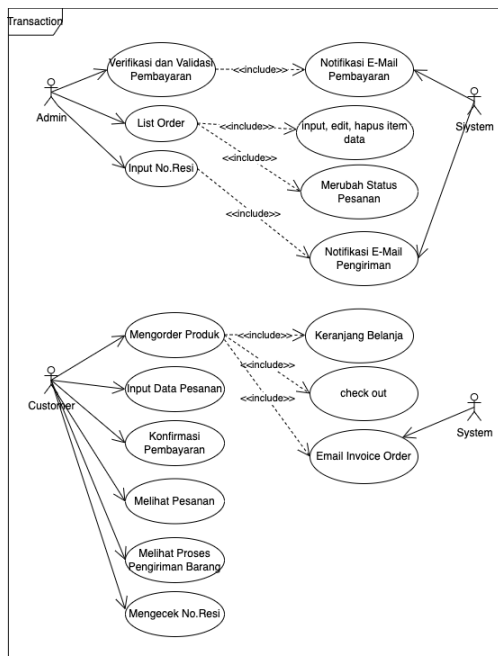 Transaction
Verifikasi dan Validasi
Pembayaran
<<include>>
Notifikasi E-Mail
Pembayaran
Admin
List Order
<<include>>
input, edit, hapus item
data
Siystem
Input No.Resi
<<include>>
Merubah Status
Pesanan
<<include>>
Notifikasi E-Mail
Pengiriman
Mengorder Produk
<<include>>
Keranjang Belanja
<<include>>
Customer
Input Data Pesanan
<<include>>
check out
System
Konfirmasi
Pembayaran
Email Invoice Order
Melihat Pesanan
Melihat Proses
Pengiriman Barang
Mengecek No.Resi